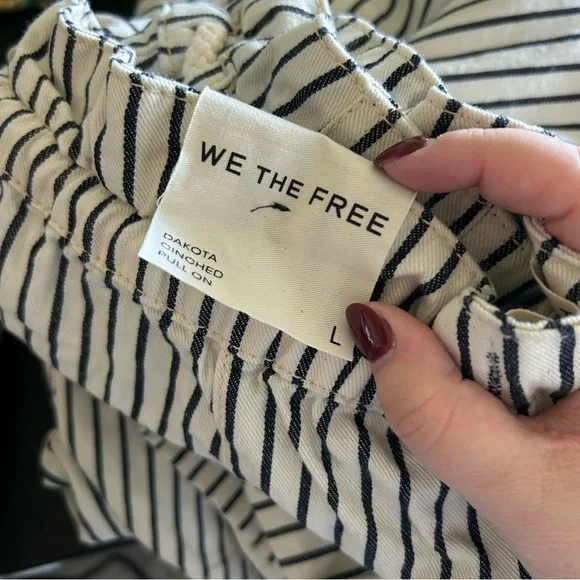 WE THE FREE
DAKOTA
CINCHED
PULL ON
L